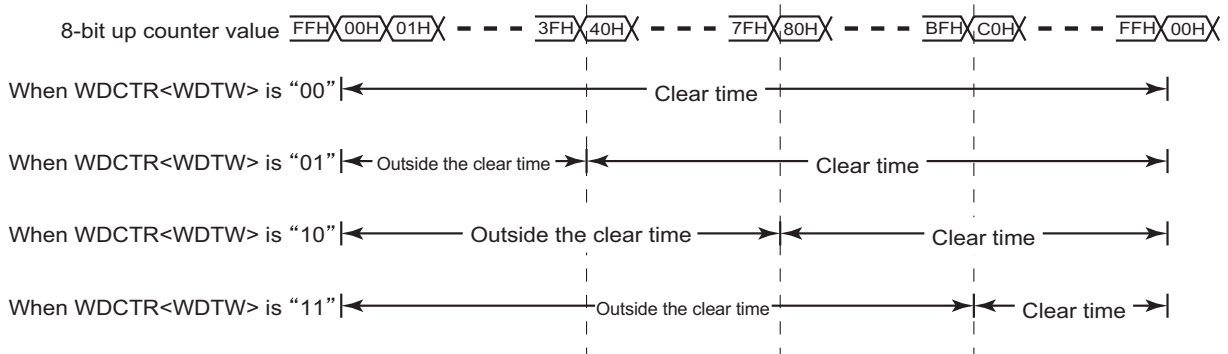 8-bit up counter value FFH 00H 01H 3FH 40H 7FH 80H BFH C0H FFH 00H
When WDCTR<WDTW> is “00” Clear time
When WDCTR<WDTW> is “01” Outside the clear time Clear time
When WDCTR<WDTW> is “10” Outside the clear time Clear time
When WDCTR<WDTW> is “11” Outside the clear time Clear time